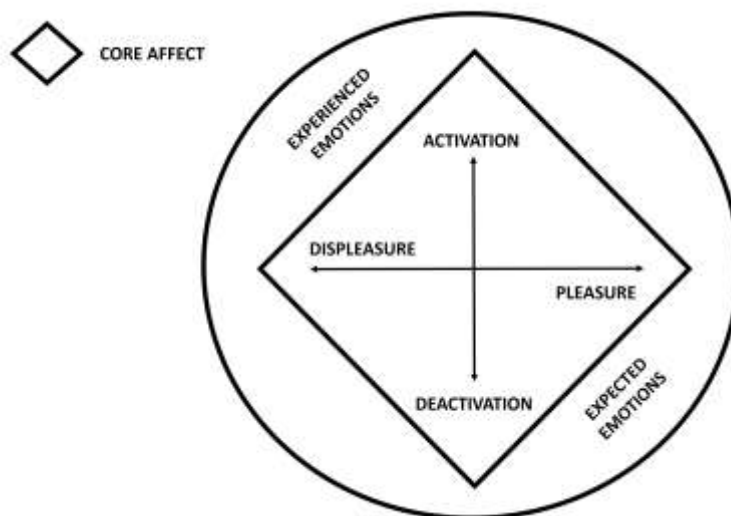 CORE AFFECT
EXPERIENCED
EMOTIONS
ACTIVATION
DISPLEASURE
PLEASURE
DEACTIVATION
EXPECTED
EMOTIONS